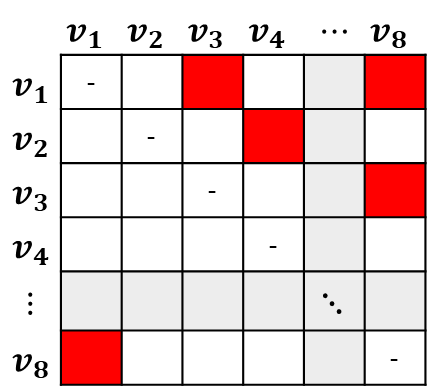 v₁ v₂ v₃ v₄ ⋯ v₈
v₁ -
v₂ -
v₃ -
v₄ -
⋮ ⋱
v₈ -